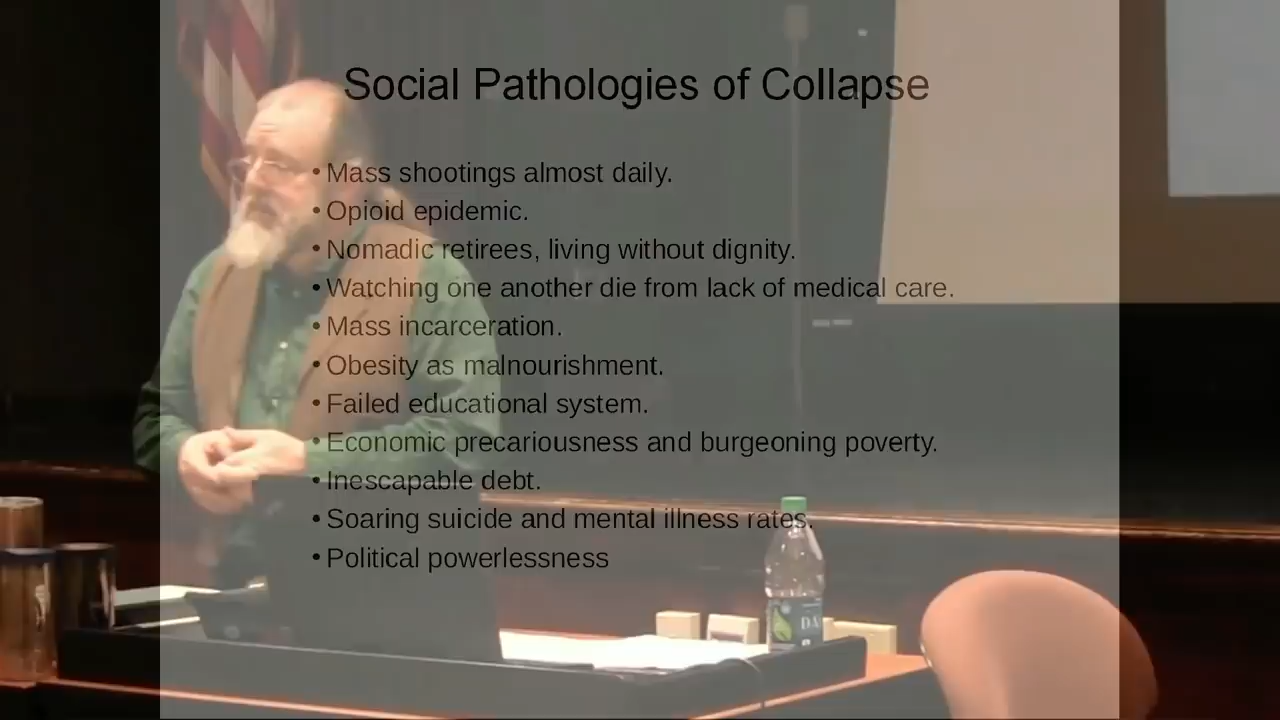 Social Pathologies of Collapse
• Mass shootings almost daily.
• Opioid epidemic.
• Nomadic retirees, living without dignity.
• Watching one another die from lack of medical care.
• Mass incarceration.
• Obesity as malnourishment.
• Failed educational system.
• Economic precariousness and burgeoning poverty.
• Inescapable debt.
• Soaring suicide and mental illness rates.
• Political powerlessness
DA